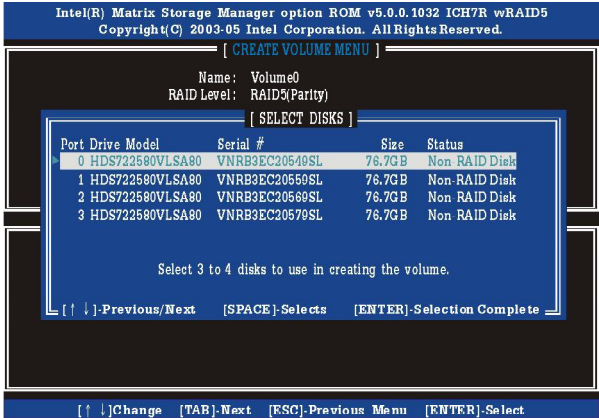 Intel(R) Matrix Storage Manager option ROM v5.0.0.1032 ICH7R wRAID5
Copyright(C) 2003-05 Intel Corporation. All Rights Reserved.
[ CREATE VOLUME MENU ]
Name: Volume0
RAID Level: RAID5(Parity)
[ SELECT DISKS ]
Port Drive Model Serial # Size Status
0 HDS722580VLSA80 VNRB3EC20549SL 76.7GB Non-RAID Disk
1 HDS722580VLSA80 VNRB3EC20559SL 76.7GB Non-RAID Disk
2 HDS722580VLSA80 VNRB3EC20569SL 76.7GB Non-RAID Disk
3 HDS722580VLSA80 VNRB3EC20579SL 76.7GB Non-RAID Disk
Select 3 to 4 disks to use in creating the volume.
[↑ ↓]-Previous/Next [SPACE]-Selects [ENTER]-Selection Complete
[↑ ↓]Change [TAB]-Next [ESC]-Previous Menu [ENTER]-Select